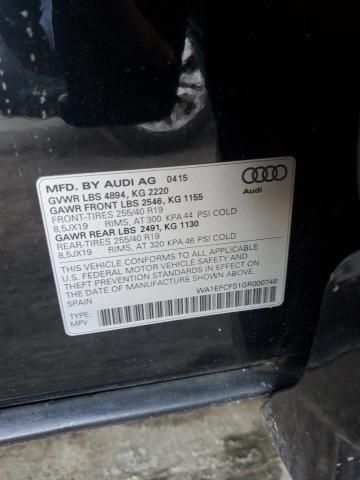 MFD. BY AUDI AG 0415
GVWR LBS 4894, KG 2220
GAWR FRONT LBS 2546, KG 1155
FRONT-TIRES 255/40 R19
8,5JX19 RIMS, AT 300 KPA 44 PSI COLD
GAWR REAR LBS 2491, KG 1130
REAR-TIRES 255/40 R19
8,5JX19 RIMS, AT 320 KPA 46 PSI COLD
THIS VEHICLE CONFORMS TO ALL APPLICABLE
U.S. FEDERAL MOTOR VEHICLE SAFETY AND
THEFT PREVENTION STANDARDS IN EFFECT ON
THE DATE OF MANUFACTURE SHOWN ABOVE
SPAIN
Audi
WA1EFCFS1GR000748
TYPE:
MPV